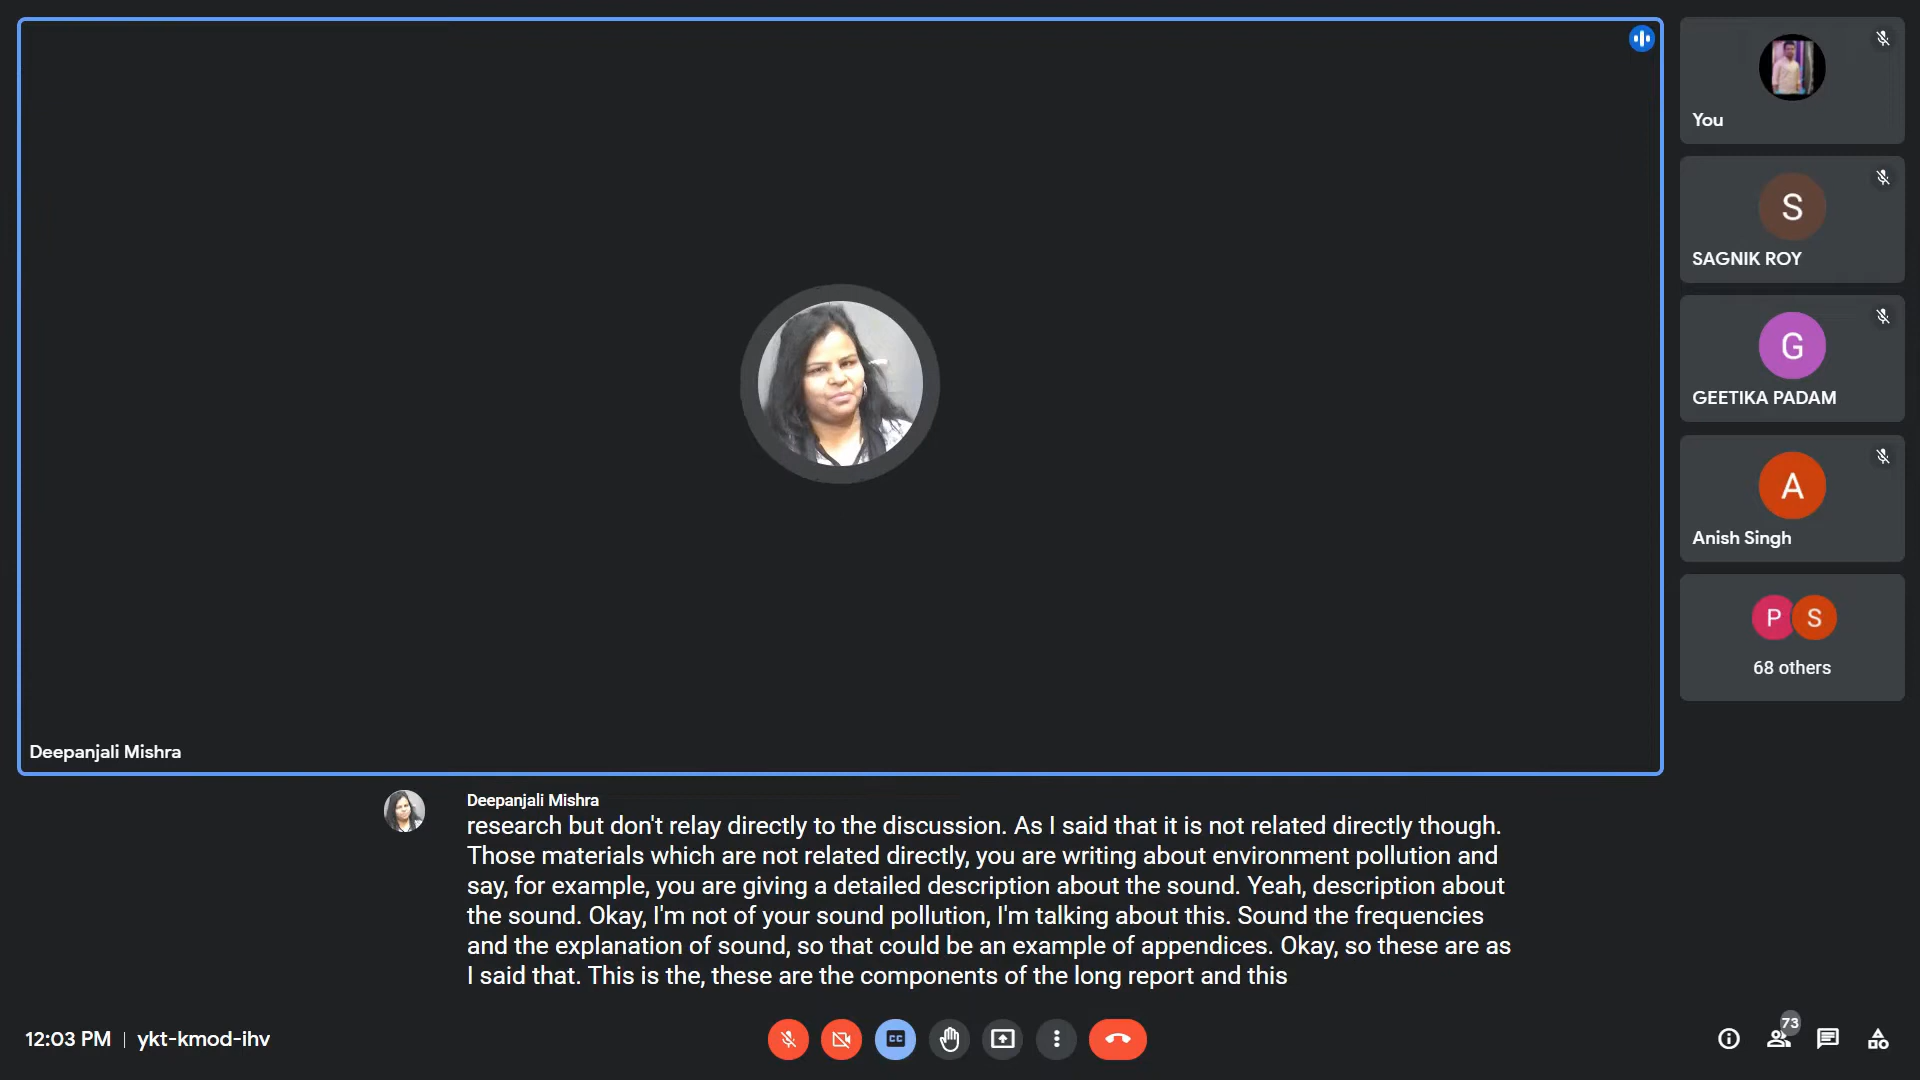 You
S
SAGNIK ROY
G
GEETIKA PADAM
A
Anish Singh
P S
68 others
Deepanjali Mishra
Deepanjali Mishra
research but don't relay directly to the discussion. As I said that it is not related directly though.
Those materials which are not related directly, you are writing about environment pollution and
say, for example, you are giving a detailed description about the sound. Yeah, description about
the sound. Okay, I'm not of your sound pollution, I'm talking about this. Sound the frequencies
and the explanation of sound, so that could be an example of appendices. Okay, so these are as
I said that. This is the, these are the components of the long report and this
12:03 PM | ykt-kmod-ihv
CC
73